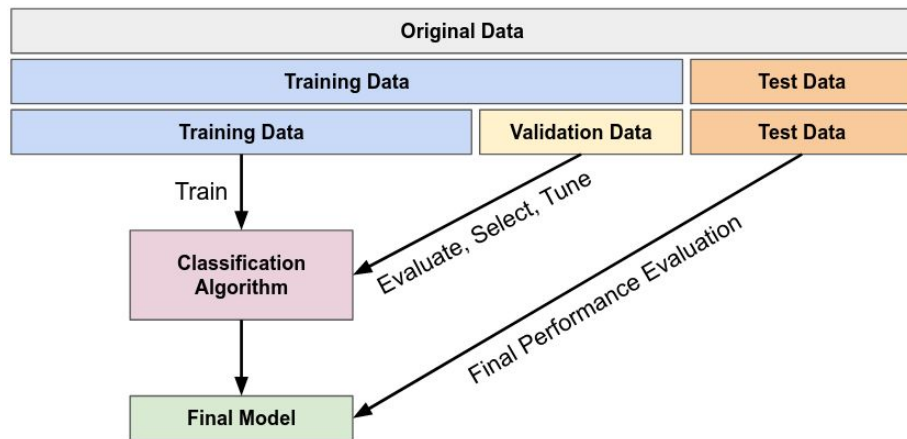 Original Data
Training Data
Test Data
Training Data
Validation Data
Test Data
Train
Evaluate, Select, Tune
Classification
Algorithm
Final Performance Evaluation
Final Model